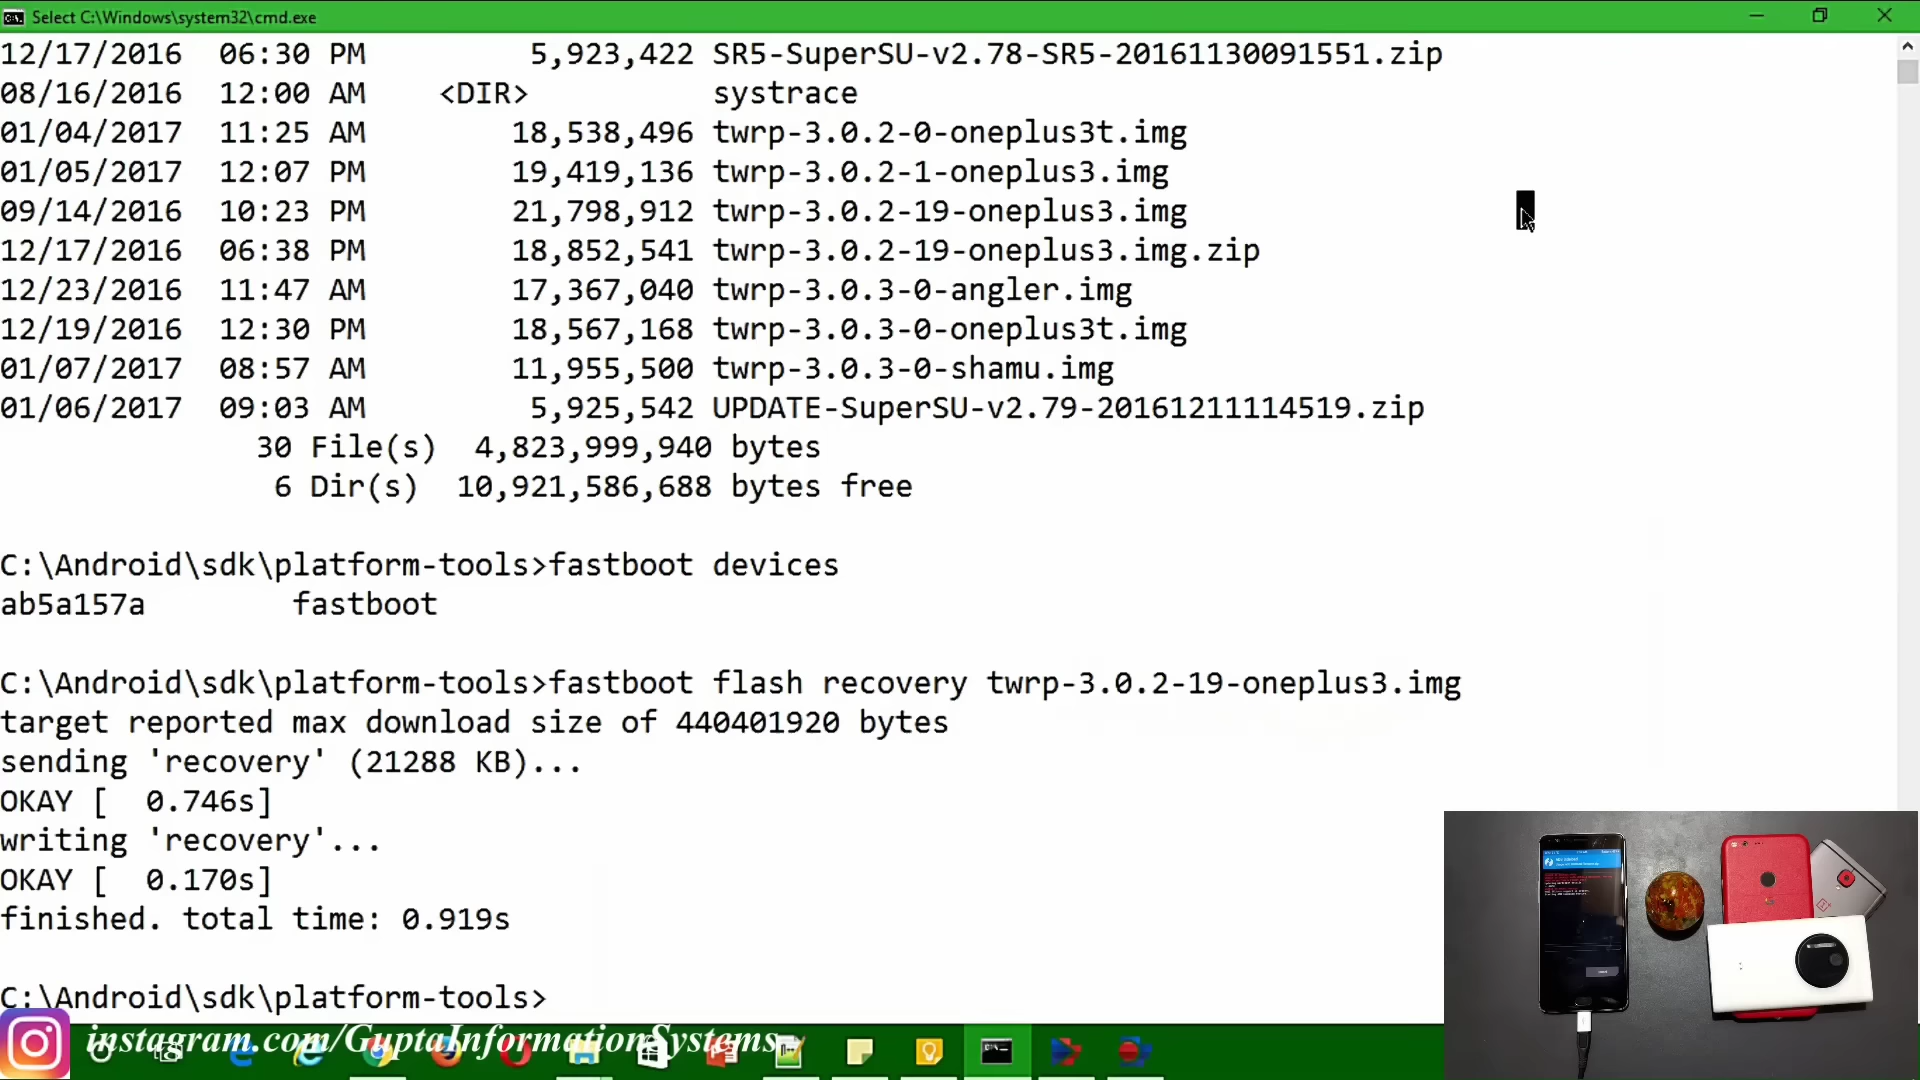 Select C:\Windows\system32\cmd.exe
12/17/2016 06:30 PM 5,923,422 SR5-SuperSU-v2.78-SR5-20161130091551.zip
08/16/2016 12:00 AM <DIR> systrace
01/04/2017 11:25 AM 18,538,496 twrp-3.0.2-0-oneplus3t.img
01/05/2017 12:07 PM 19,419,136 twrp-3.0.2-1-oneplus3.img
09/14/2016 10:23 PM 21,798,912 twrp-3.0.2-19-oneplus3.img
12/17/2016 06:38 PM 18,852,541 twrp-3.0.2-19-oneplus3.img.zip
12/23/2016 11:47 AM 17,367,040 twrp-3.0.3-0-angler.img
12/19/2016 12:30 PM 18,567,168 twrp-3.0.3-0-oneplus3t.img
01/07/2017 08:57 AM 11,955,500 twrp-3.0.3-0-shamu.img
01/06/2017 09:03 AM 5,925,542 UPDATE-SuperSU-v2.79-20161211114519.zip
30 File(s) 4,823,999,940 bytes
6 Dir(s) 10,921,586,688 bytes free
C:\Android\sdk\platform-tools>fastboot devices
ab5a157a fastboot
C:\Android\sdk\platform-tools>fastboot flash recovery twrp-3.0.2-19-oneplus3.img
target reported max download size of 440401920 bytes
sending 'recovery' (21288 KB)...
OKAY [ 0.746s]
writing 'recovery'...
OKAY [ 0.170s]
finished. total time: 0.919s
C:\Android\sdk\platform-tools>
instagram.com/GuptaInformationSystems